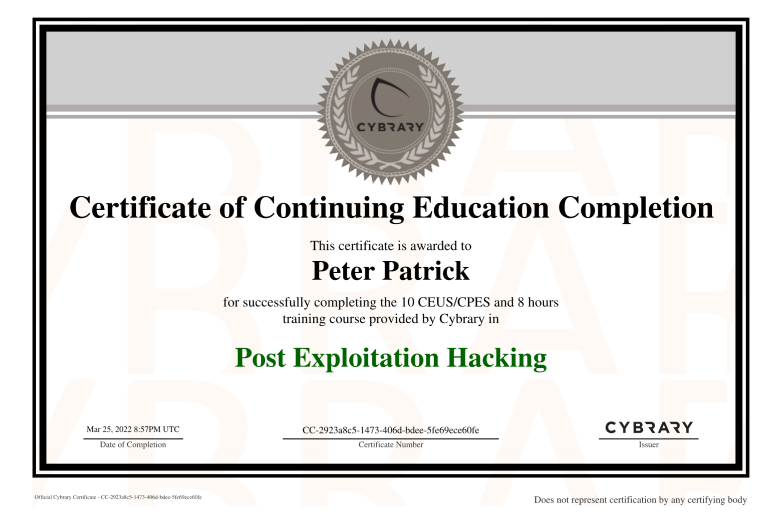 CYBRARY
Certificate of Continuing Education Completion
This certificate is awarded to
Peter Patrick
for successfully completing the 10 CEUS/CPES and 8 hours
training course provided by Cybrary in
Post Exploitation Hacking
Mar 25, 2022 8:57PM UTC
Date of Completion
CC-2923a8c5-1473-406d-bdee-5fe69ece60fe
Certificate Number
CYBRARY
Issuer
Official Cybrary Certificate - CC-2923a8c5-1473-406d-bdee-5fe69ece60fe
Does not represent certification by any certifying body